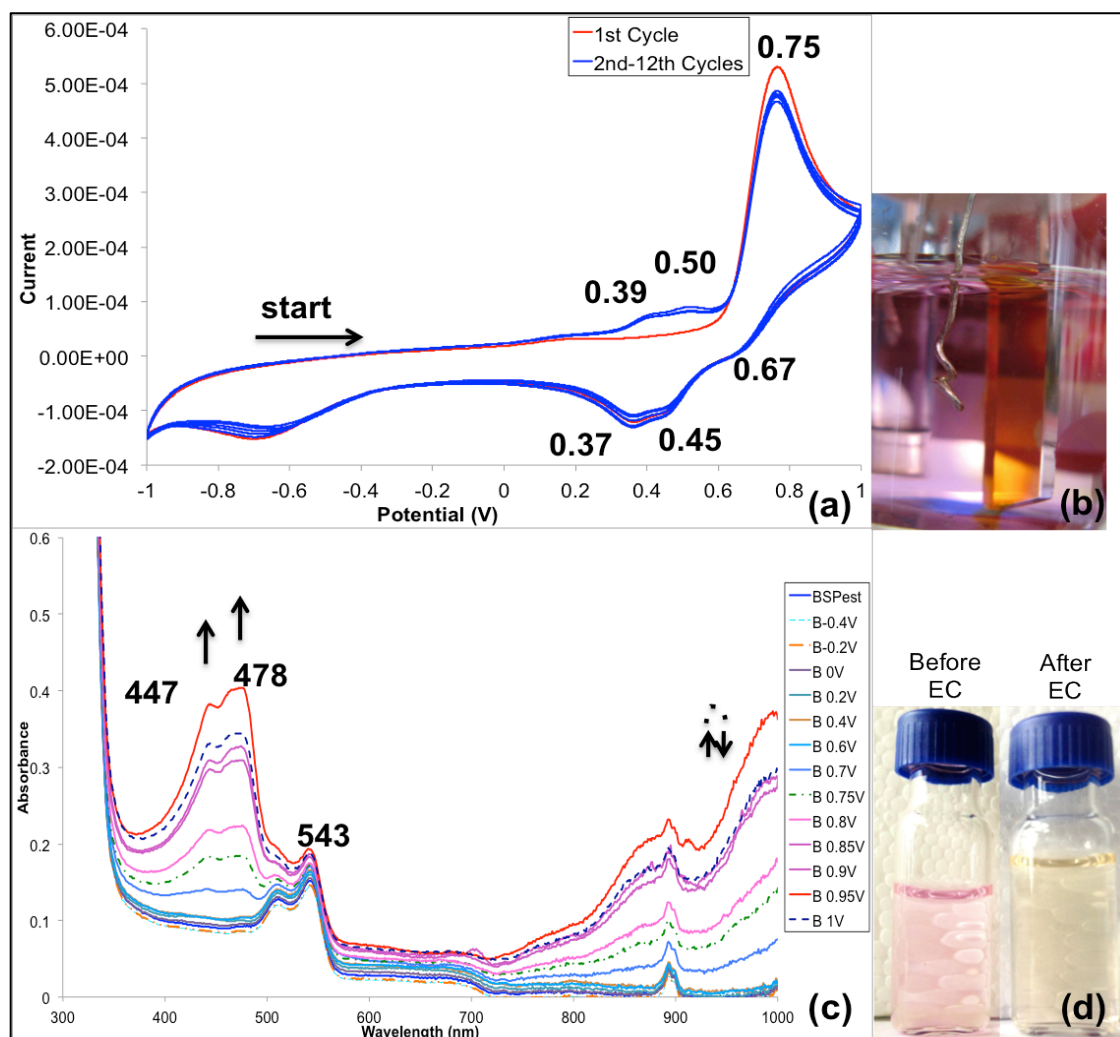 6.00E-04
5.00E-04
4.00E-04
3.00E-04
2.00E-04
1.00E-04
0.00E+00
-1.00E-04
-2.00E-04
Current
1st Cycle
2nd-12th Cycles
0.75
0.50
0.39
start
0.67
0.37
0.45
-1 -0.8 -0.6 -0.4 -0.2 0 0.2 0.4 0.6 0.8 1
Potential (V)
(a)
(b)
0.6
0.5
0.4
0.3
0.2
0.1
0
Absorbance
447
478
543
300 400 500 600 700 800 900 1000
Wavelength (nm)
(c)
BSPest
B-0.4V
B-0.2V
B 0V
B 0.2V
B 0.4V
B 0.6V
B 0.7V
B 0.75V
B 0.8V
B 0.85V
B 0.9V
B 0.95V
B 1V
Before
EC
After
EC
(d)